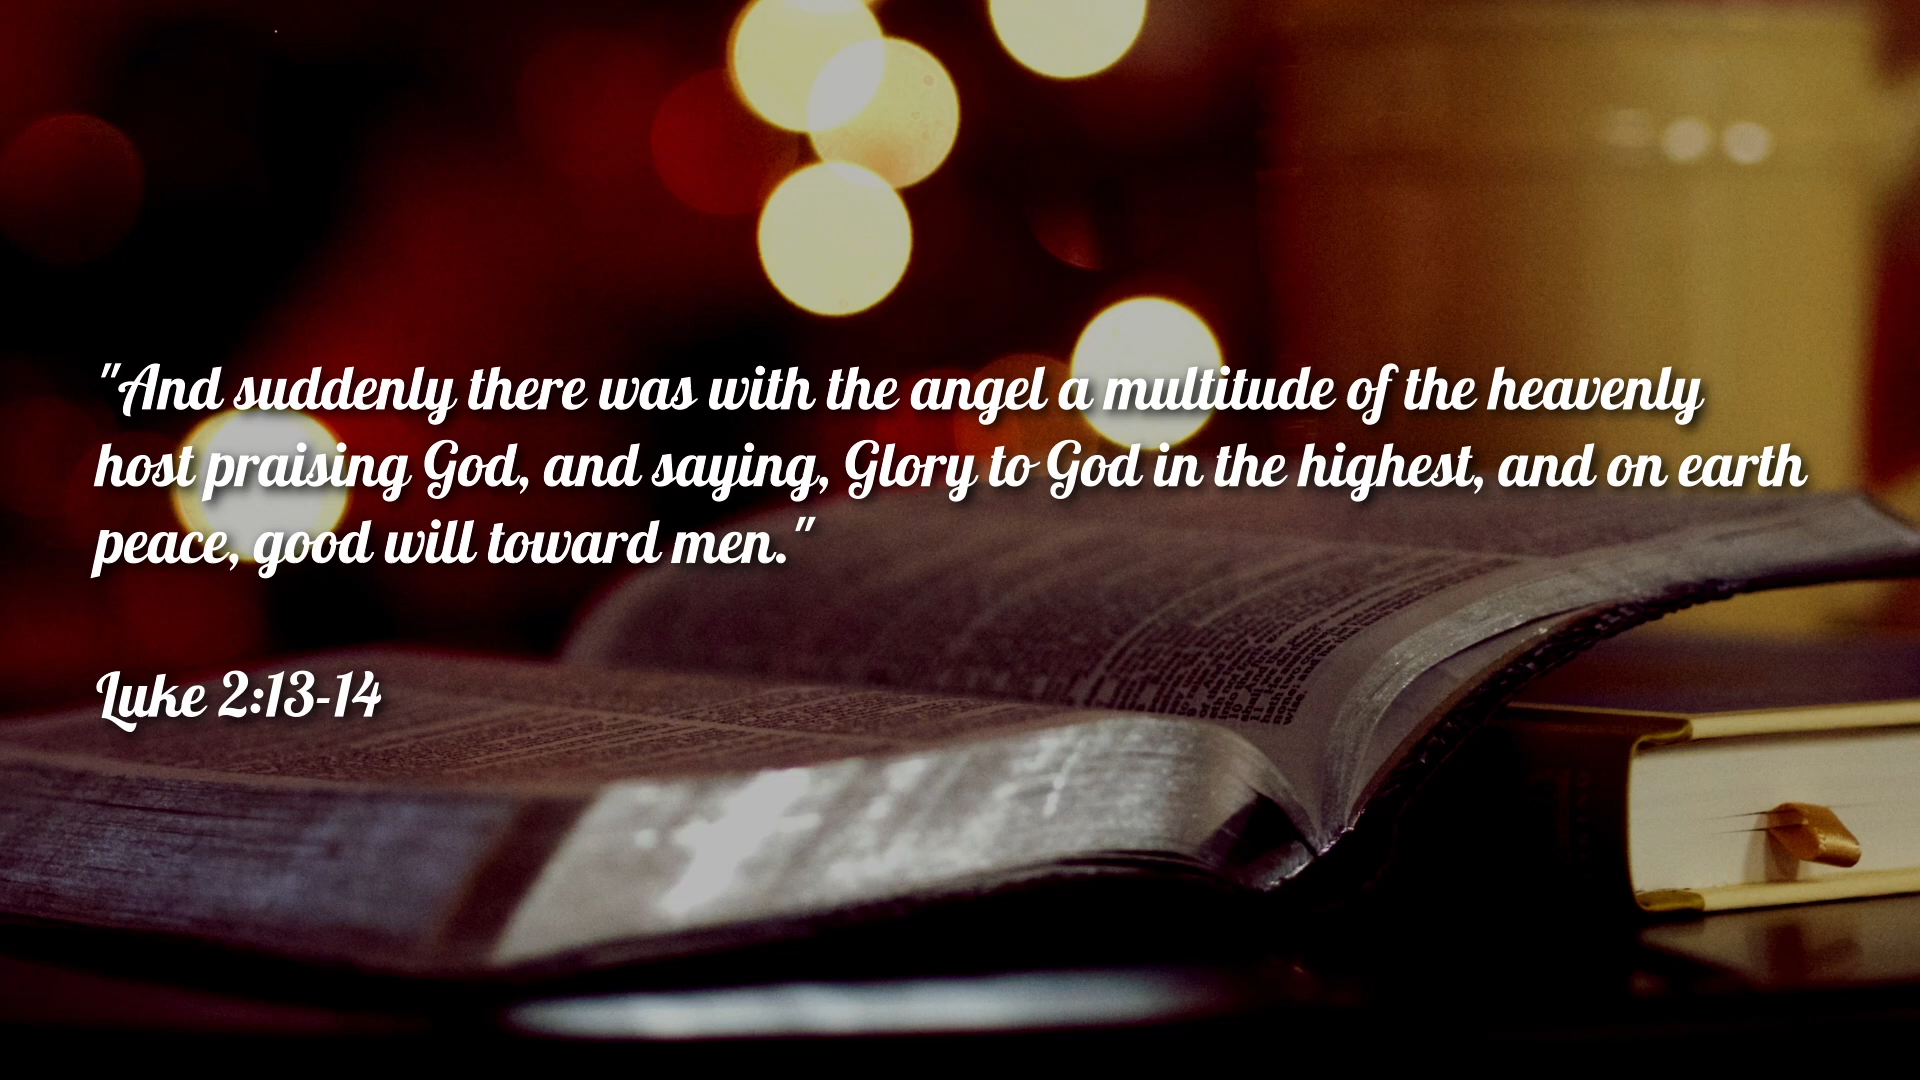 "And suddenly there was with the angel a multitude of the heavenly
host praising God, and saying, Glory to God in the highest, and on earth
peace, good will toward men."
Luke 2:13-14